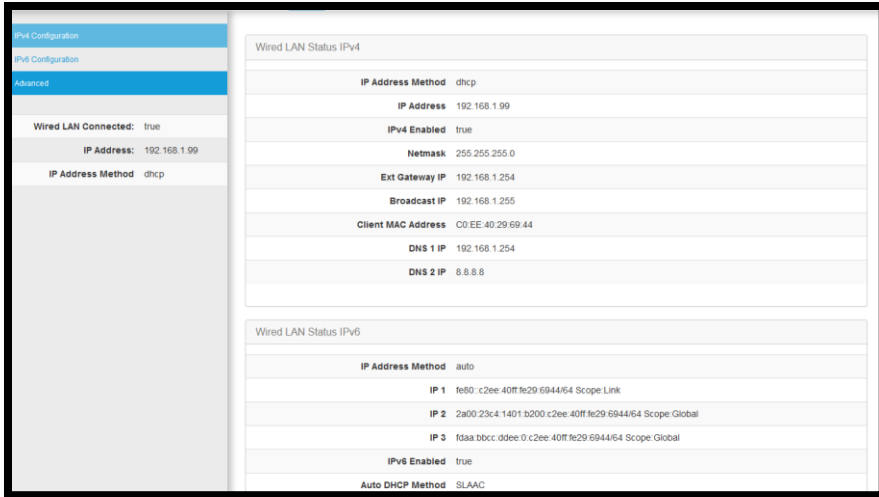 IPv4 Configuration
IPv6 Configuration
Advanced
Wired LAN Connected: true
IP Address: 192.168.1.99
IP Address Method dhcp
Wired LAN Status IPv4
IP Address Method dhcp
IP Address 192.168.1.99
IPv4 Enabled true
Netmask 255.255.255.0
Ext Gateway IP 192.168.1.254
Broadcast IP 192.168.1.255
Client MAC Address C0:EE:40:29:69:44
DNS 1 IP 192.168.1.254
DNS 2 IP 8.8.8.8
Wired LAN Status IPv6
IP Address Method auto
IP 1 fe80::c2ee:40ff:fe29:6944/64 Scope:Link
IP 2 2a00:23c4:1401:b200:c2ee:40ff:fe29:6944/64 Scope:Global
IP 3 fdaa:bbcc:ddee:0:c2ee:40ff:fe29:6944/64 Scope:Global
IPv6 Enabled true
Auto DHCP Method SLAAC